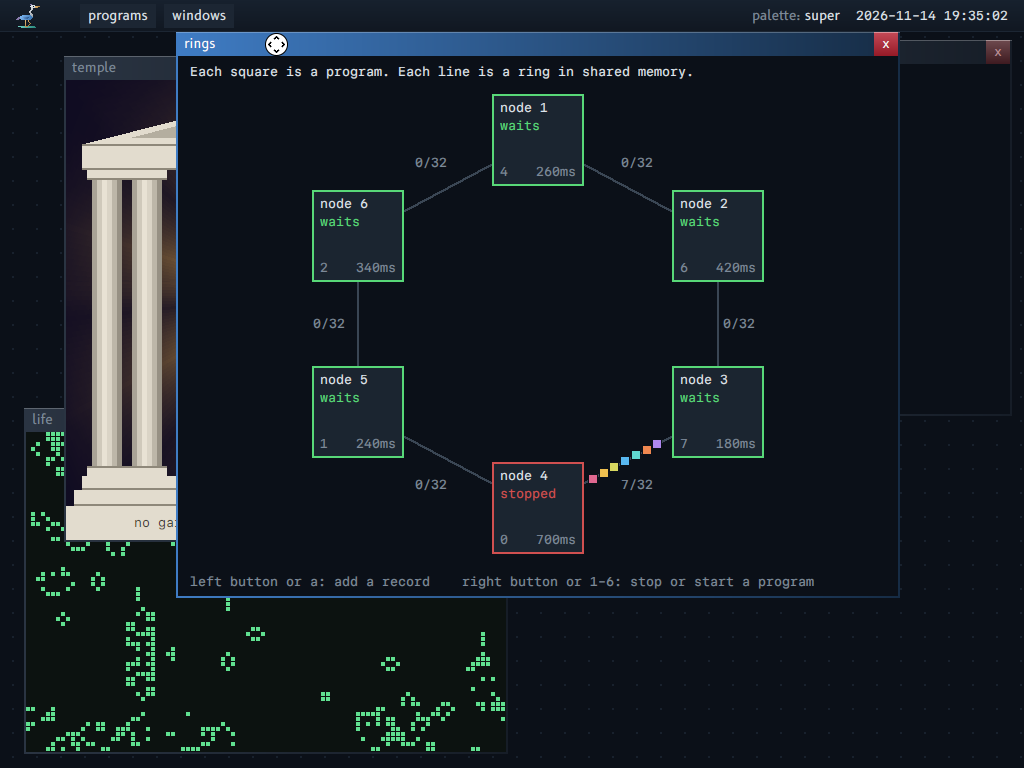 programs windows palette: super 2026-11-14 19:35:02
rings x
x
temple
Each square is a program. Each line is a ring in shared memory.
node 1
waits
4 260ms
0/32 0/32
node 6
waits
2 340ms
node 2
waits
6 420ms
0/32 0/32
node 5
waits
1 240ms
node 3
waits
7 180ms
life
node 4
stopped
0 700ms
0/32 7/32
no ga
left button or a: add a record right button or 1-6: stop or start a program